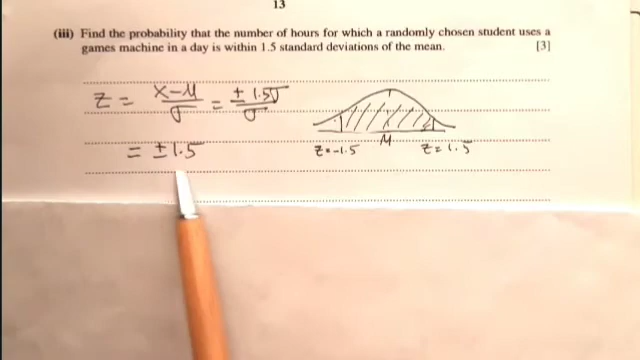 13
(iii) Find the probability that the number of hours for which a randomly chosen student uses a
games machine in a day is within 1.5 standard deviations of the mean. [3]
Z = X-μ/σ = ±1.5σ/σ
= ±1.5
Z=-1.5 μ Z=1.5